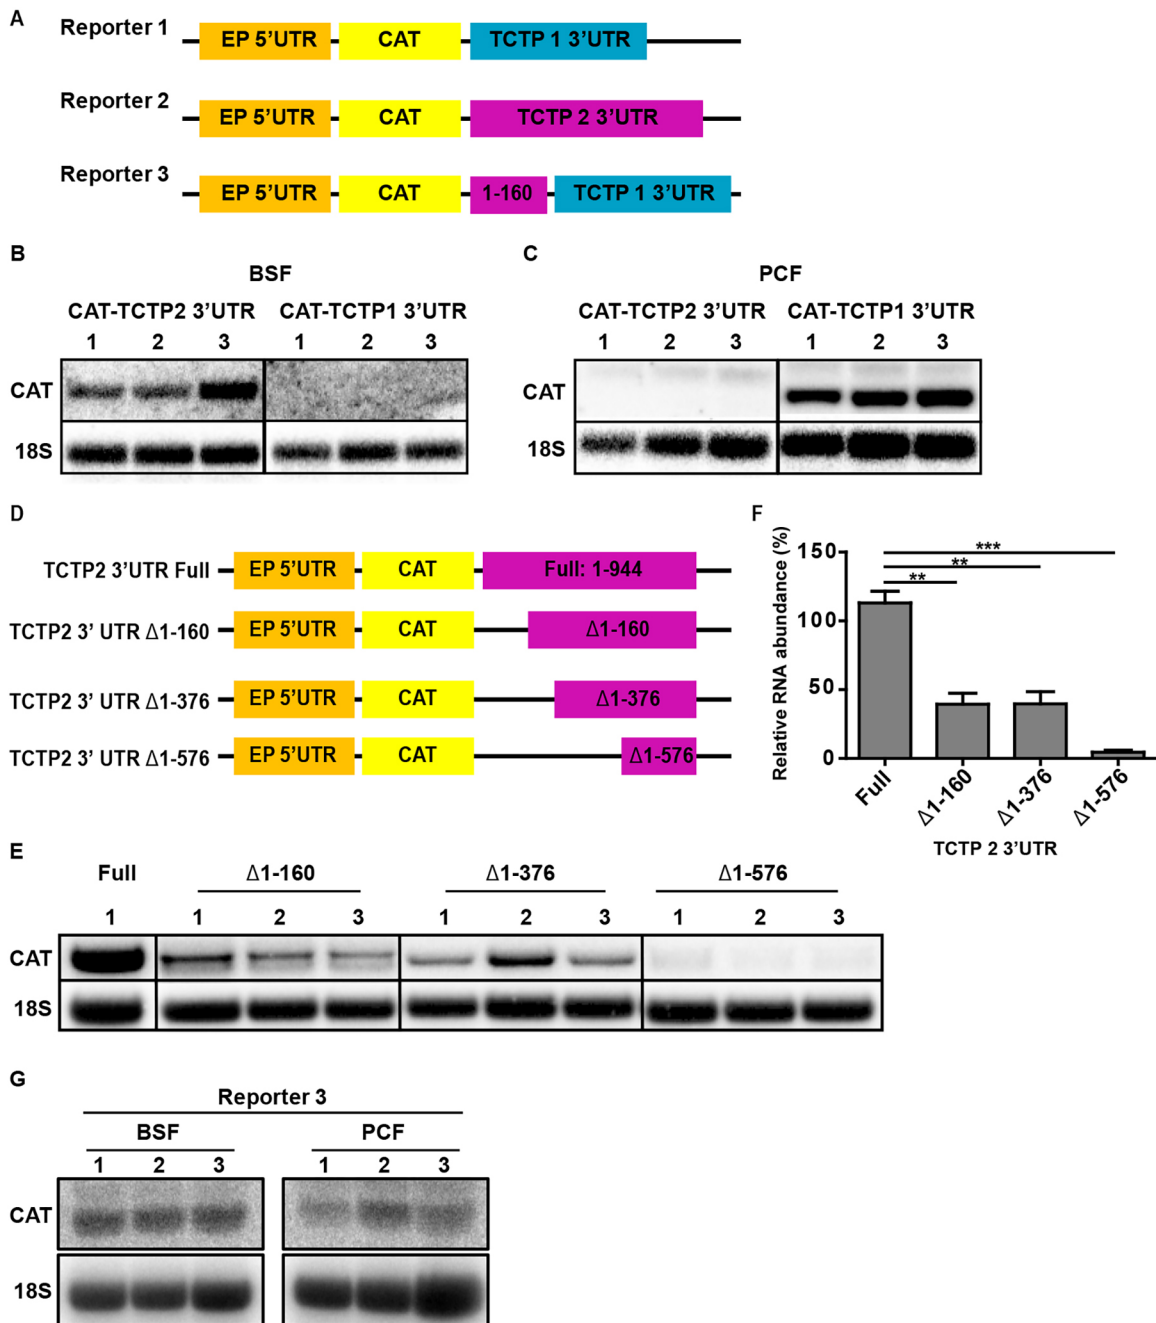 A
Reporter 1
EP 5’UTR CAT TCTP 1 3’UTR
Reporter 2
EP 5’UTR CAT TCTP 2 3’UTR
Reporter 3
EP 5’UTR CAT 1-160 TCTP 1 3’UTR
B
BSF
CAT-TCTP2 3’UTR CAT-TCTP1 3’UTR
1 2 3 1 2 3
CAT
18S
C
PCF
CAT-TCTP2 3’UTR CAT-TCTP1 3’UTR
1 2 3 1 2 3
CAT
18S
D
TCTP2 3’UTR Full EP 5’UTR CAT Full: 1-944
TCTP2 3’ UTR Δ1-160 EP 5’UTR CAT Δ1-160
TCTP2 3’ UTR Δ1-376 EP 5’UTR CAT Δ1-376
TCTP2 3’ UTR Δ1-576 EP 5’UTR CAT Δ1-576
F
Relative RNA abundance (%)
150
100
50
0
***
**
**
Full Δ1-160 Δ1-376 Δ1-576
TCTP 2 3’UTR
E
Full Δ1-160 Δ1-376 Δ1-576
1 1 2 3 1 2 3 1 2 3
CAT
18S
G
Reporter 3
BSF PCF
1 2 3 1 2 3
CAT
18S